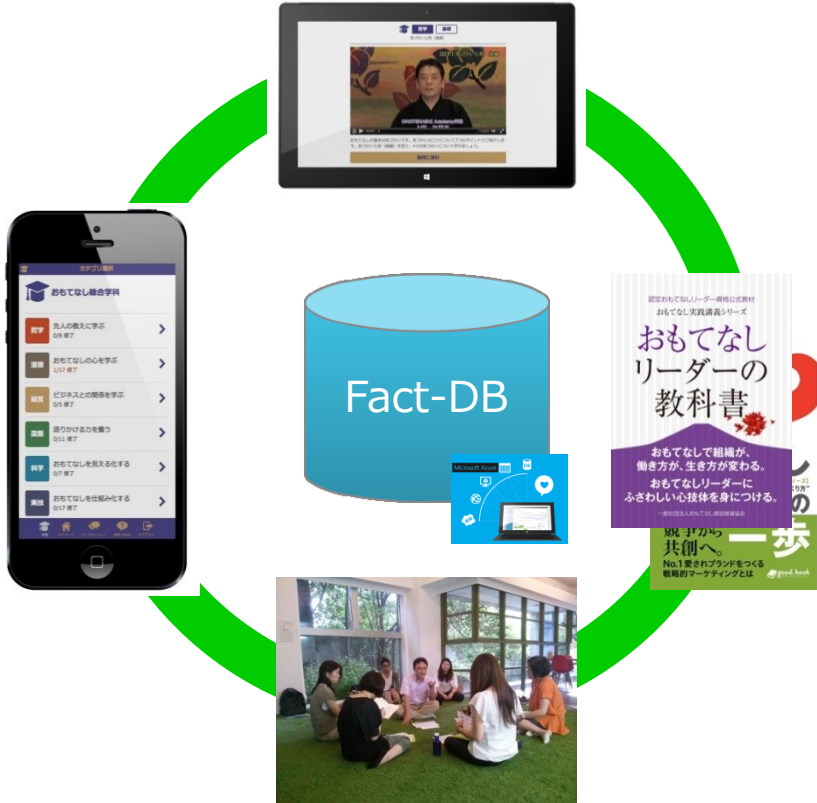 哲学
基礎
カテゴリ選択
おもてなし総合学科
哲学
先人の教えに学ぶ
0/8 修了
道徳
おもてなしの心を学ぶ
1/17 修了
経営
ビジネスとの関係を学ぶ
0/5 修了
国語
語りかける力を養う
0/11 修了
科学
おもてなしを見える化する
0/7 修了
実技
おもてなしを仕組み化する
0/17 修了
Fact-DB
Microsoft Azure
認定おもてなしリーダー資格公式教材
おもてなし実践講義シリーズ
おもてなし
リーダーの
教科書
おもてなしで組織が、
働き方が、生き方が変わる。
おもてなしリーダーに
ふさわしい心技体を身につける。
一般社団法人おもてなし経営推進協会
し
の
一歩
競争から
共創へ。
No.1愛されブランドをつくる
戦略的マーケティングとは
good.book